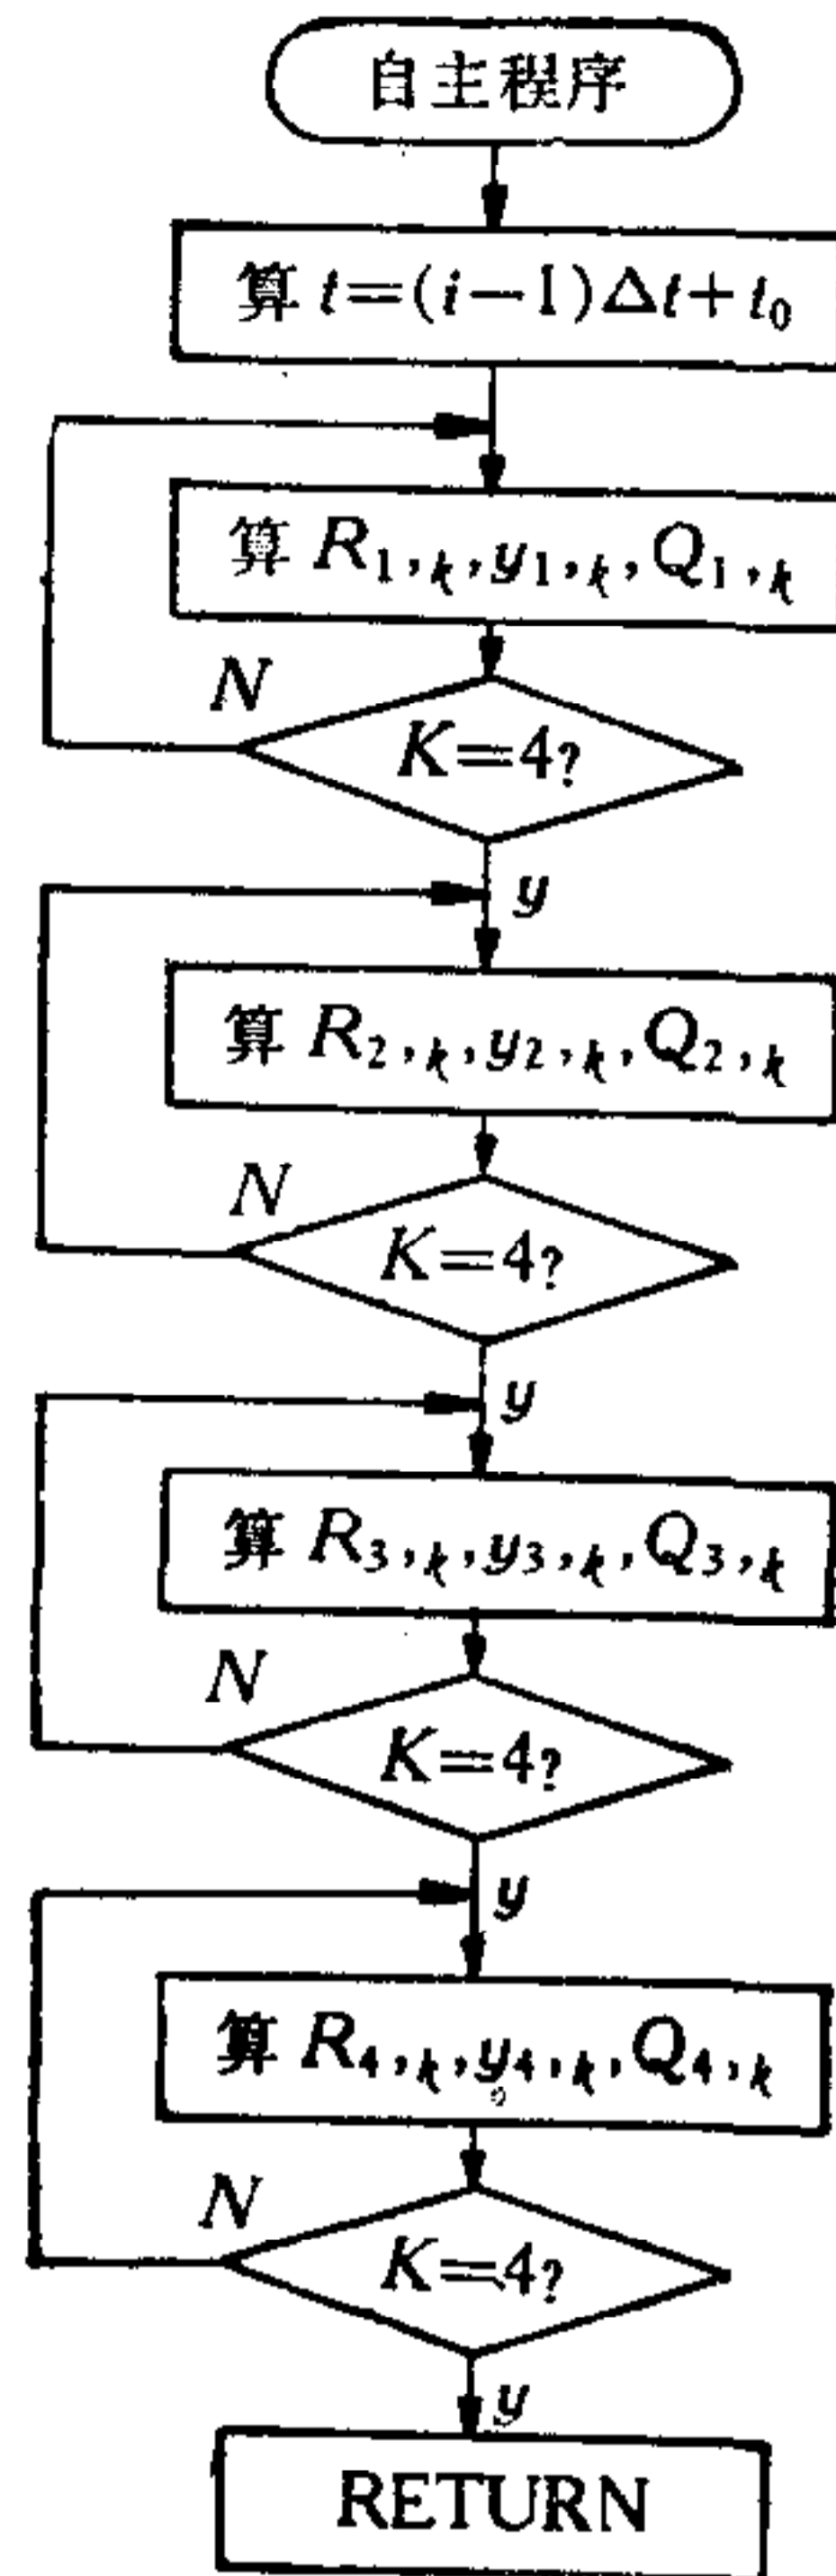 自主程序
算 t=(i-1)Δt+t₀
算 R₁,ₖ,y₁,ₖ,Q₁,ₖ
N
K=4?
y
算 R₂,ₖ,y₂,ₖ,Q₂,ₖ
N
K=4?
y
算 R₃,ₖ,y₃,ₖ,Q₃,ₖ
N
K=4?
y
算 R₄,ₖ,y₄,ₖ,Q₄,ₖ
N
K=4?
y
RETURN